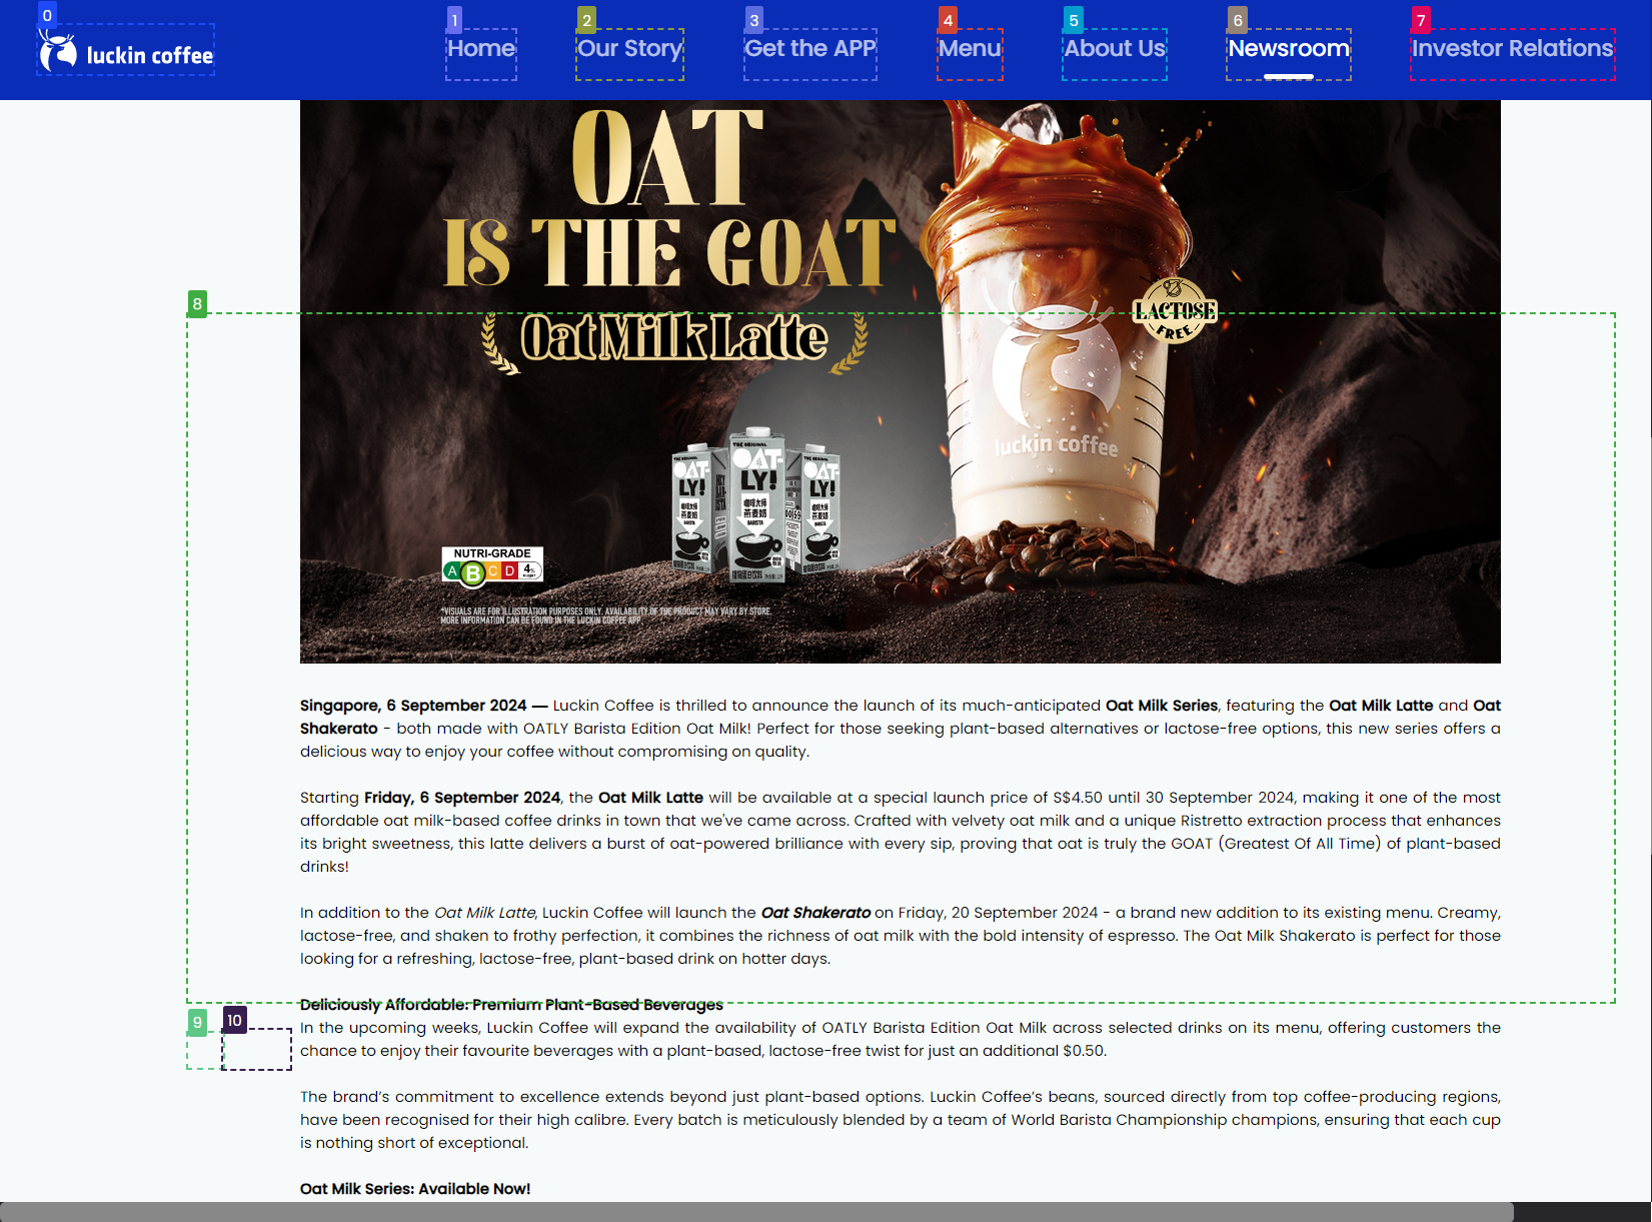 0
luckin coffee
1
Home
2
Our Story
3
Get the APP
4
Menu
5
About Us
6
Newsroom
7
Investor Relations
OAT
IS THE GOAT
Oat Milk Latte
LACTOSE
FREE
8
luckin coffee
THE ORIGINAL
OAT-
LY!
咖啡大师
燕麦奶
BARISTA
NUTRI-GRADE
A B C D 4%
*VISUALS ARE FOR ILLUSTRATION PURPOSES ONLY. AVAILABILITY OF THE PRODUCT MAY VARY BY STORE.
MORE INFORMATION CAN BE FOUND IN THE LUCKIN COFFEE APP.
Singapore, 6 September 2024 — Luckin Coffee is thrilled to announce the launch of its much-anticipated Oat Milk Series, featuring the Oat Milk Latte and Oat
Shakerato - both made with OATLY Barista Edition Oat Milk! Perfect for those seeking plant-based alternatives or lactose-free options, this new series offers a
delicious way to enjoy your coffee without compromising on quality.
Starting Friday, 6 September 2024, the Oat Milk Latte will be available at a special launch price of S$4.50 until 30 September 2024, making it one of the most
affordable oat milk-based coffee drinks in town that we've came across. Crafted with velvety oat milk and a unique Ristretto extraction process that enhances
its bright sweetness, this latte delivers a burst of oat-powered brilliance with every sip, proving that oat is truly the GOAT (Greatest Of All Time) of plant-based
drinks!
In addition to the Oat Milk Latte, Luckin Coffee will launch the Oat Shakerato on Friday, 20 September 2024 - a brand new addition to its existing menu. Creamy,
lactose-free, and shaken to frothy perfection, it combines the richness of oat milk with the bold intensity of espresso. The Oat Milk Shakerato is perfect for those
looking for a refreshing, lactose-free, plant-based drink on hotter days.
Deliciously Affordable: Premium Plant-Based Beverages
9
10
In the upcoming weeks, Luckin Coffee will expand the availability of OATLY Barista Edition Oat Milk across selected drinks on its menu, offering customers the
chance to enjoy their favourite beverages with a plant-based, lactose-free twist for just an additional $0.50.
The brand’s commitment to excellence extends beyond just plant-based options. Luckin Coffee’s beans, sourced directly from top coffee-producing regions,
have been recognised for their high calibre. Every batch is meticulously blended by a team of World Barista Championship champions, ensuring that each cup
is nothing short of exceptional.
Oat Milk Series: Available Now!